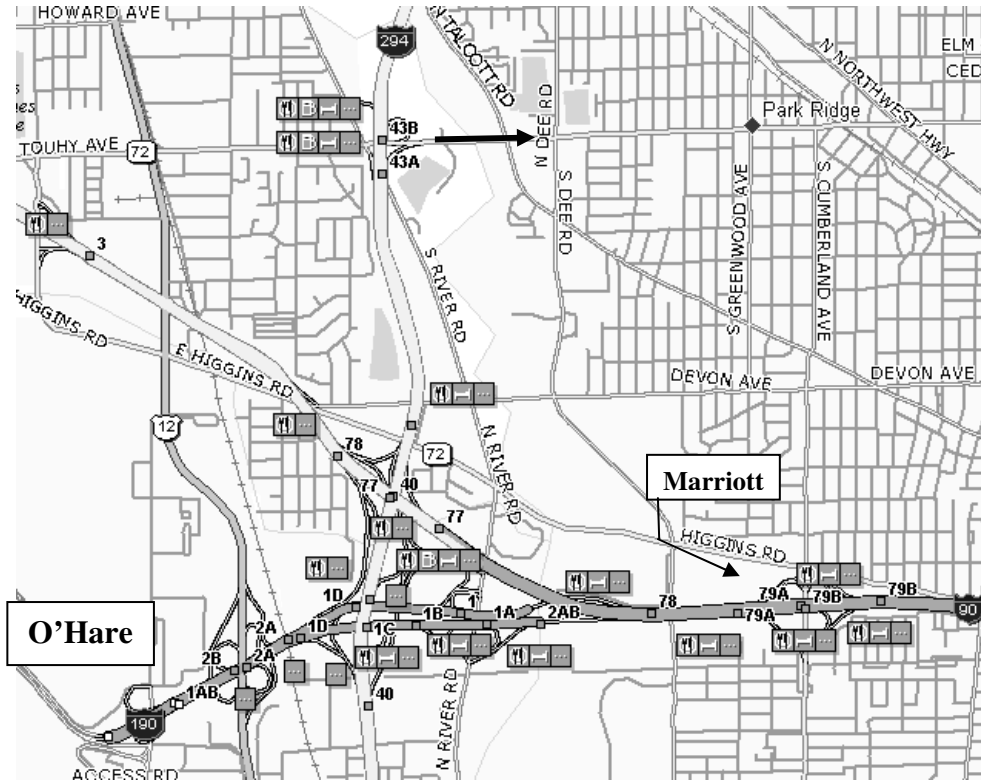 HOWARD AVE
294
N TALCOTT RD
N NORTHWEST HWY
ELM
CED
Park Ridge
N DEE RD
43B
TOUHY AVE
72
43A
S DEE RD
S GREENWOOD AVE
S CUMBERLAND AVE
3
S RIVER RD
HIGGINS RD
E HIGGINS RD
DEVON AVE
DEVON AVE
12
78
72
N RIVER RD
77
40
77
Marriott
HIGGINS RD
O'Hare
1D
1
1A
2AB
78
79A
79A
79B
79B
90
2A
1D
1C
1B
2B
2A
1AB
40
N RIVER RD
190
ACCESS RD